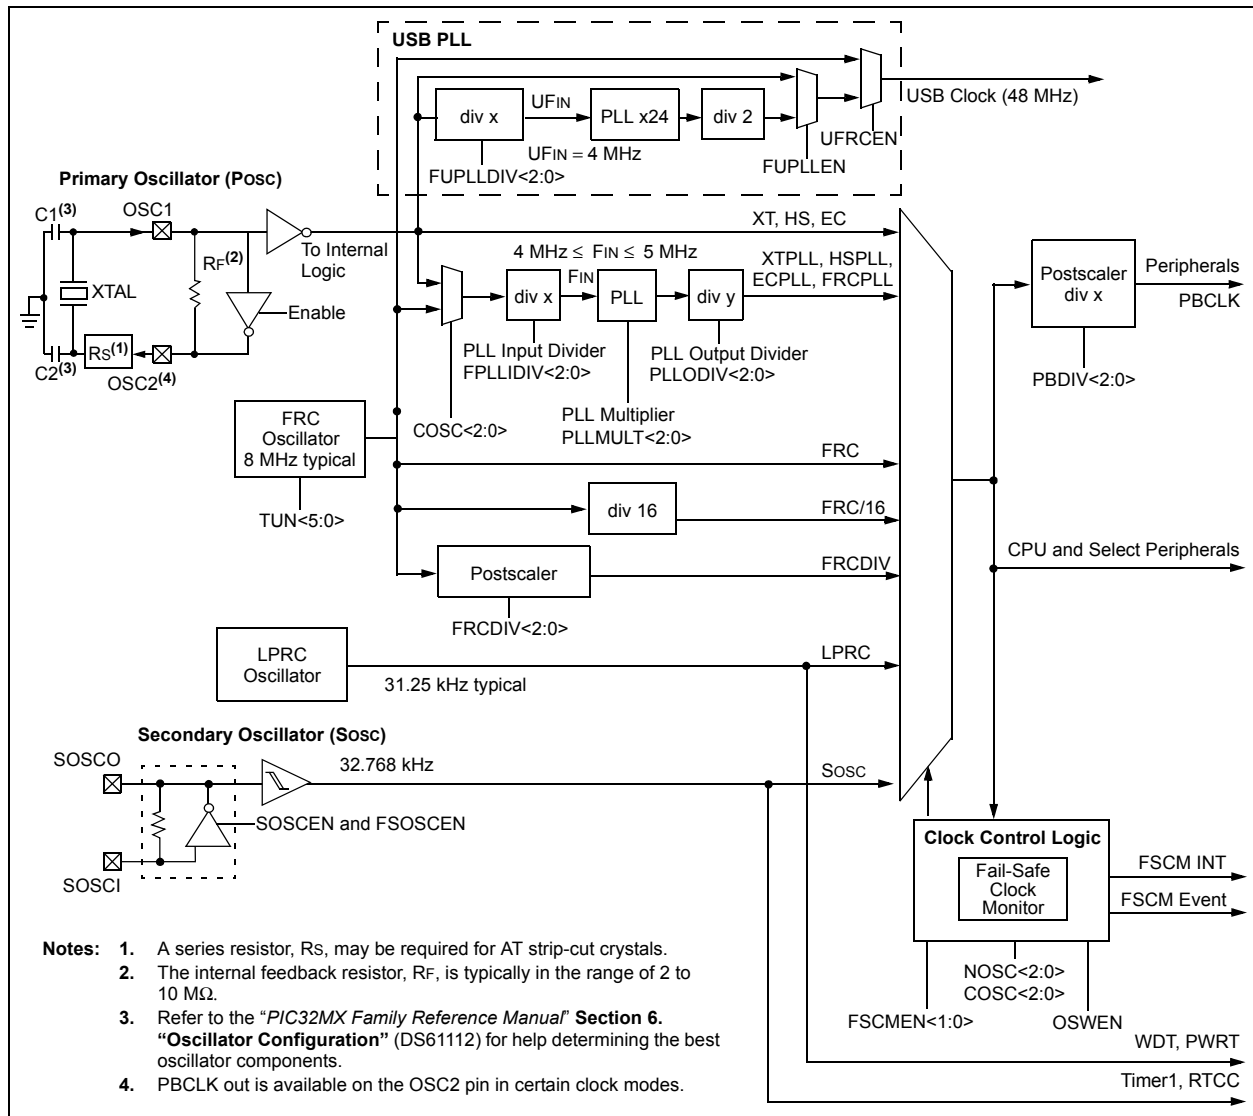 USB PLL
div x
UFIN
PLL x24
div 2
USB Clock (48 MHz)
UFIN = 4 MHz
UFRCEN
FUPLLEN
FUPLLDIV<2:0>
Primary Oscillator (POSC)
C1(3)
OSC1
XTAL
RF(2)
To Internal
Logic
Enable
RS(1)
C2(3)
OSC2(4)
XT, HS, EC
4 MHz ≤ FIN ≤ 5 MHz
FIN
div x
PLL
div y
XTPLL, HSPLL,
ECPLL, FRCPLL
PLL Input Divider
FPLLIDIV<2:0>
PLL Output Divider
PLLODIV<2:0>
PLL Multiplier
PLLMULT<2:0>
COSC<2:0>
Postscaler
div x
Peripherals
PBCLK
PBDIV<2:0>
FRC
Oscillator
8 MHz typical
TUN<5:0>
FRC
div 16
FRC/16
Postscaler
FRCDIV
FRCDIV<2:0>
CPU and Select Peripherals
LPRC
Oscillator
31.25 kHz typical
LPRC
Secondary Oscillator (SOSC)
SOSCO
32.768 kHz
SOSC
SOSCEN and FSOSCEN
SOSCI
Clock Control Logic
Fail-Safe
Clock
Monitor
FSCM INT
FSCM Event
NOSC<2:0>
COSC<2:0>
FSCMEN<1:0>
OSWEN
WDT, PWRT
Timer1, RTCC
Notes: 1. A series resistor, RS, may be required for AT strip-cut crystals.
2. The internal feedback resistor, RF, is typically in the range of 2 to
10 MΩ.
3. Refer to the “PIC32MX Family Reference Manual” Section 6.
“Oscillator Configuration” (DS61112) for help determining the best
oscillator components.
4. PBCLK out is available on the OSC2 pin in certain clock modes.